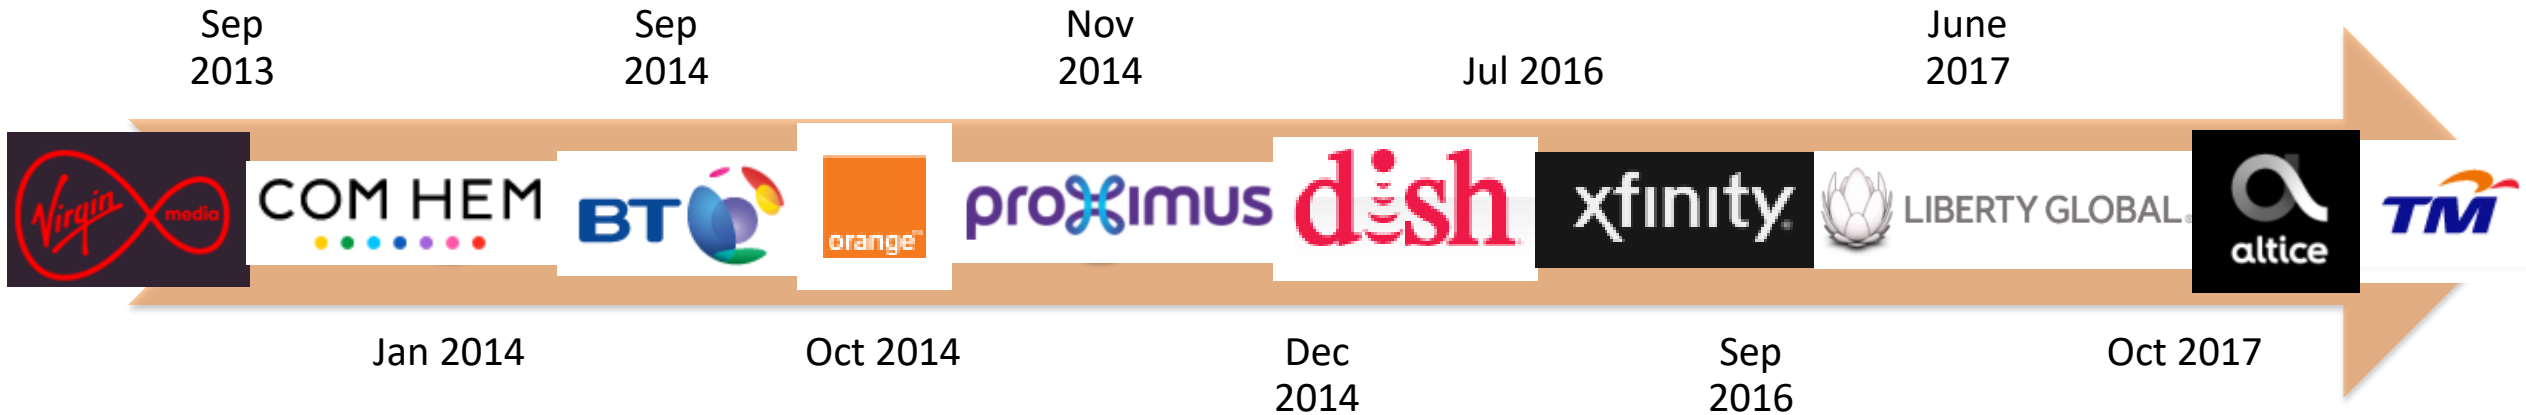 Sep
2013
Sep
2014
Nov
2014
Jul 2016
June
2017
Virgin media
COM HEM
BT
orange™
proximus
dish
xfinity
LIBERTY GLOBAL
altice
TM
Jan 2014
Oct 2014
Dec
2014
Sep
2016
Oct 2017